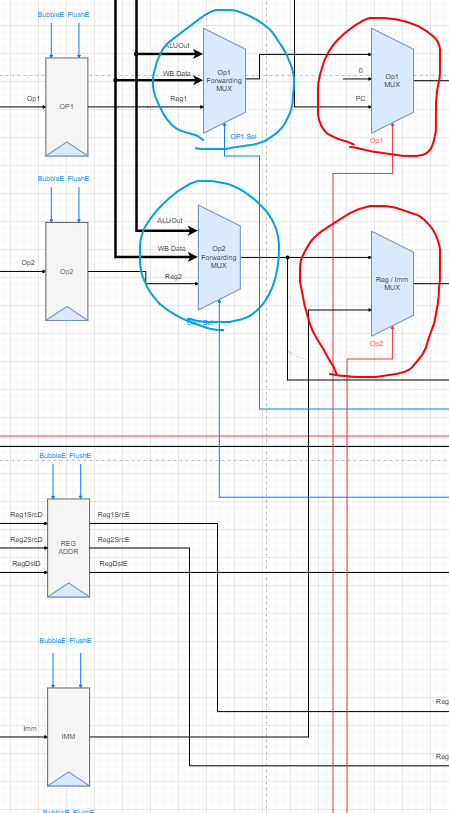 BubbleE FlushE
ALUOut
WB Data
Op1
Forwarding
MUX
0
Op1
MUX
Op1
OP1
Reg1
PC
OP1 Sel
Op1
BubbleE FlushE
ALUOut
WB Data
Op2
Forwarding
MUX
Op2
Op2
Reg2
Reg / Imm
MUX
Op2
BubbleE FlushE
Reg1SrcD
Reg1SrcE
Reg2SrcD
REG
ADDR
Reg2SrcE
RegDstD
RegDstE
BubbleE FlushE
Reg
Imm
IMM
Reg
BubbleE FlushE